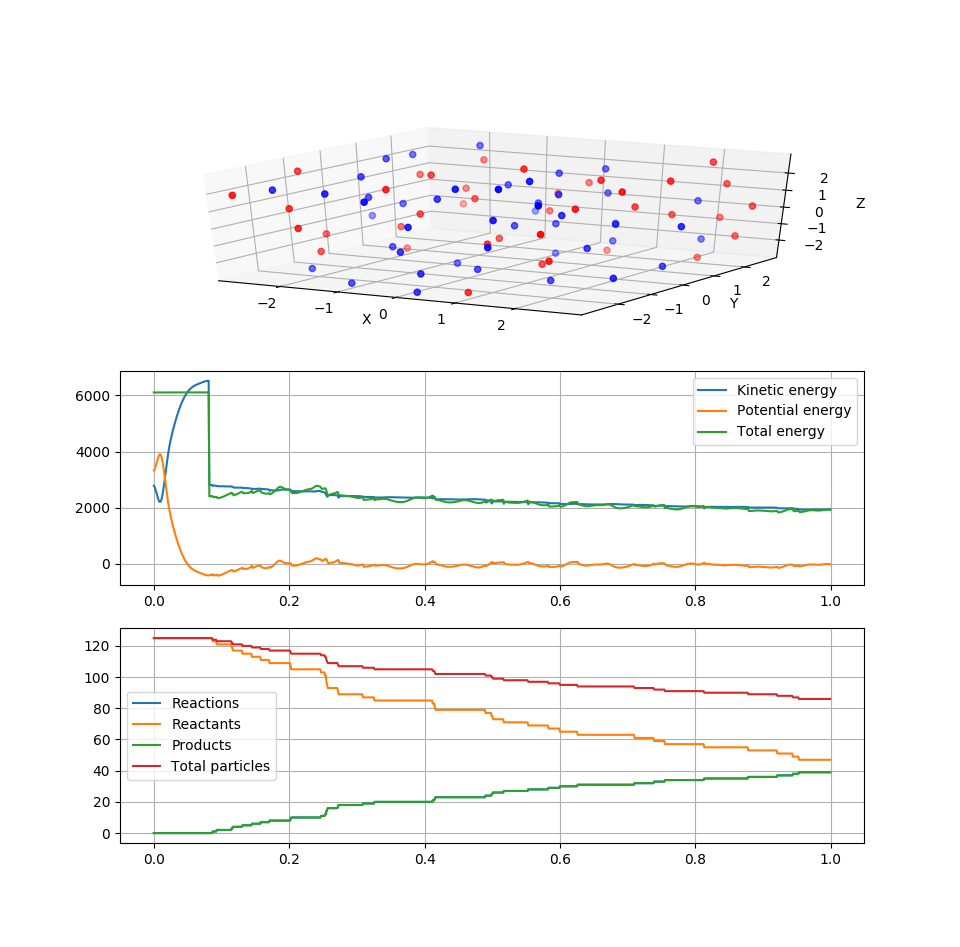 2
1
0
−1
−2
Z
−2
−1
0
1
2
X
−2
−1
0
1
2
Y
6000
4000
2000
0
Kinetic energy
Potential energy
Total energy
0.0 0.2 0.4 0.6 0.8 1.0
120
100
80
60
40
20
0
Reactions
Reactants
Products
Total particles
0.0 0.2 0.4 0.6 0.8 1.0